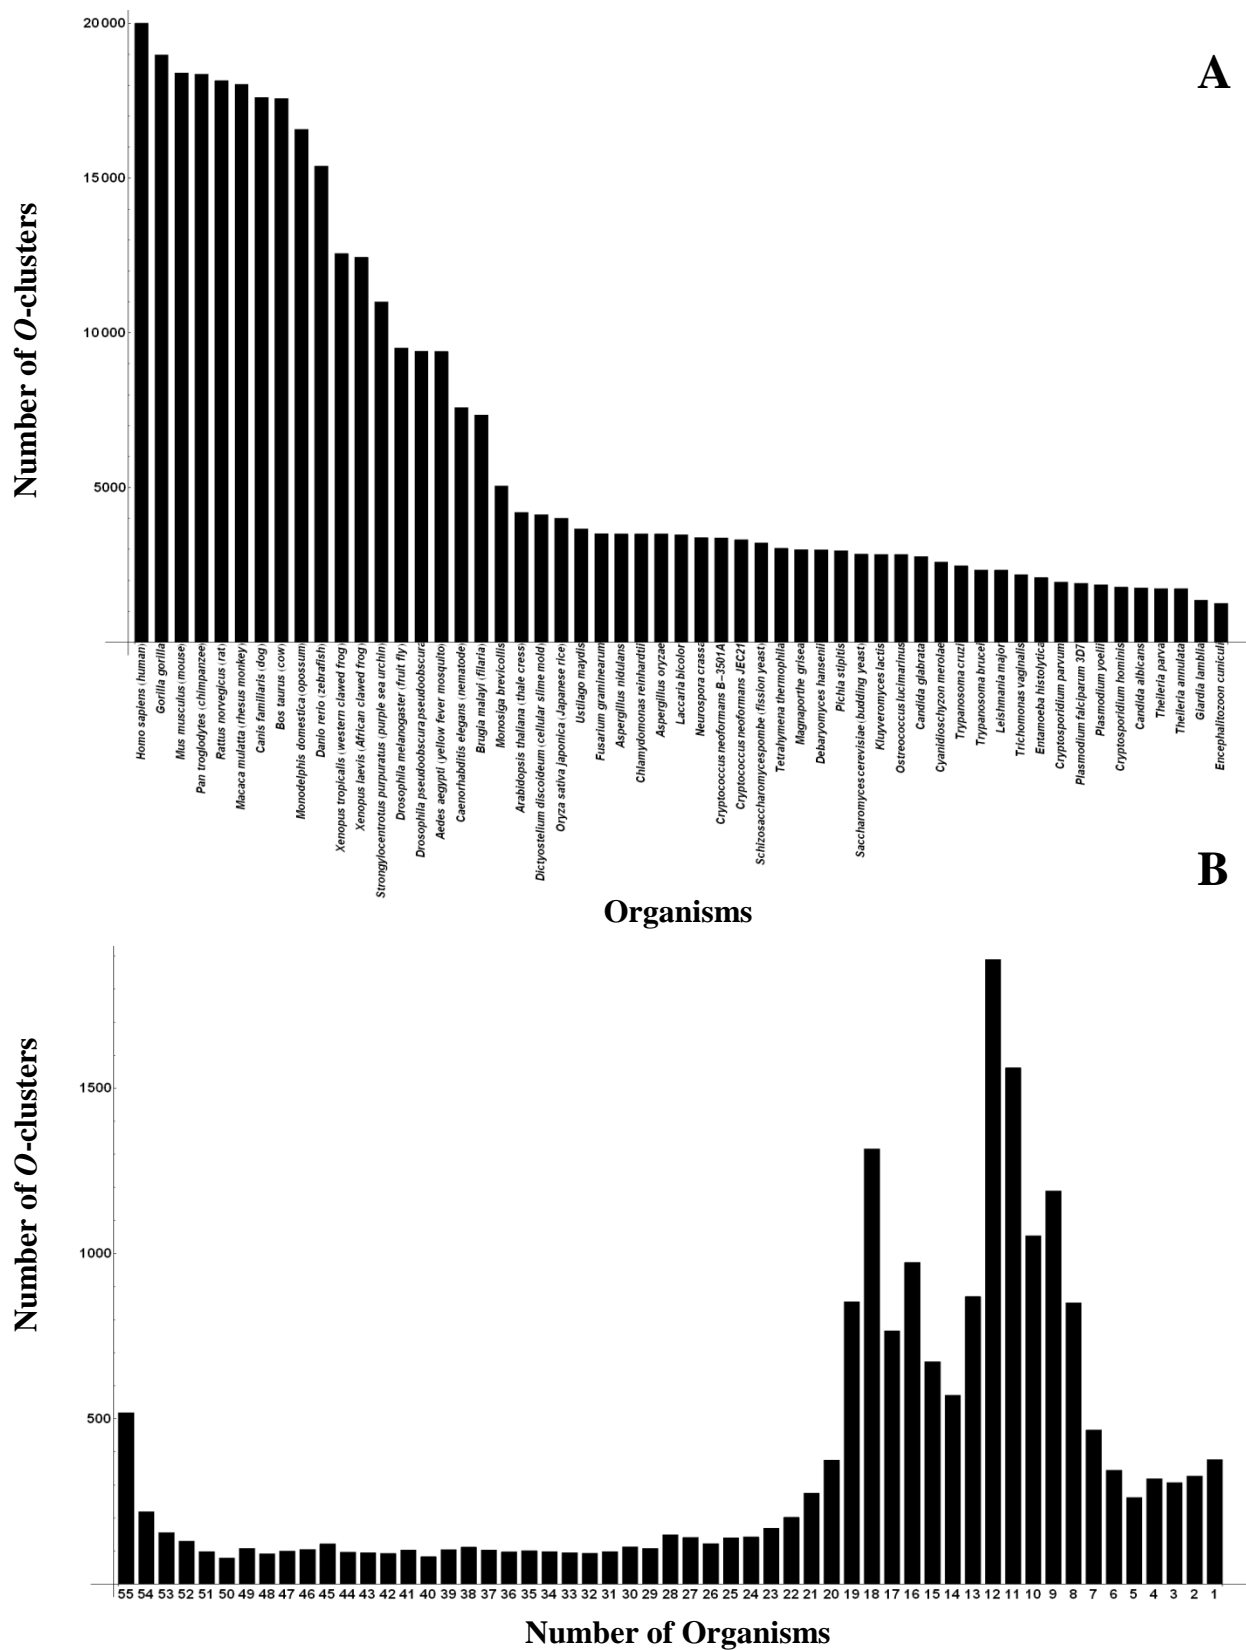 A
Number of O-clusters
20000
15000
10000
5000
Homo sapiens (human)
Gorilla gorilla
Mus musculus (mouse)
Pan troglodytes (chimpanzee)
Rattus norvegicus (rat)
Macaca mulatta (rhesus monkey)
Canis familiaris (dog)
Bos taurus (cow)
Monodelphis domestica (opossum)
Danio rerio (zebrafish)
Xenopus tropicalis (western clawed frog)
Xenopus laevis (African clawed frog)
Strongylocentrotus purpuratus (purple sea urchin)
Drosophila melanogaster (fruit fly)
Drosophila pseudoobscura pseudoobscura
Aedes aegypti (yellow fever mosquito)
Caenorhabditis elegans (nematode)
Brugia malayi (filaria)
Monosiga brevicollis
Arabidopsis thaliana (thale cress)
Dictyostelium discoideum (cellular slime mold)
Oryza sativa japonica (Japanese rice)
Ustilago maydis
Fusarium graminearum
Aspergillus nidulans
Chlamydomonas reinhardtii
Aspergillus oryzae
Laccaria bicolor
Neurospora crassa
Cryptococcus neoformans B-3501A
Cryptococcus neoformans JEC21
Schizosaccharomyces pombe (fission yeast)
Tetrahymena thermophila
Magnaporthe grisea
Debaryomyces hansenii
Pichia stipitis
Saccharomyces cerevisiae (budding yeast)
Kluyveromyces lactis
Ostreococcus lucimarinus
Candida glabrata
Cyanidioschyzon merolae
Trypanosoma cruzi
Trypanosoma brucei
Leishmania major
Trichomonas vaginalis
Entamoeba histolytica
Cryptosporidium parvum
Plasmodium falciparum 3D7
Plasmodium yoelii
Cryptosporidium hominis
Candida albicans
Theileria parva
Theileria annulata
Giardia lamblia
Encephalitozoon cuniculi
Organisms
B
Number of O-clusters
1500
1000
500
55 54 53 52 51 50 49 48 47 46 45 44 43 42 41 40 39 38 37 36 35 34 33 32 31 30 29 28 27 26 25 24 23 22 21 20 19 18 17 16 15 14 13 12 11 10 9 8 7 6 5 4 3 2 1
Number of Organisms